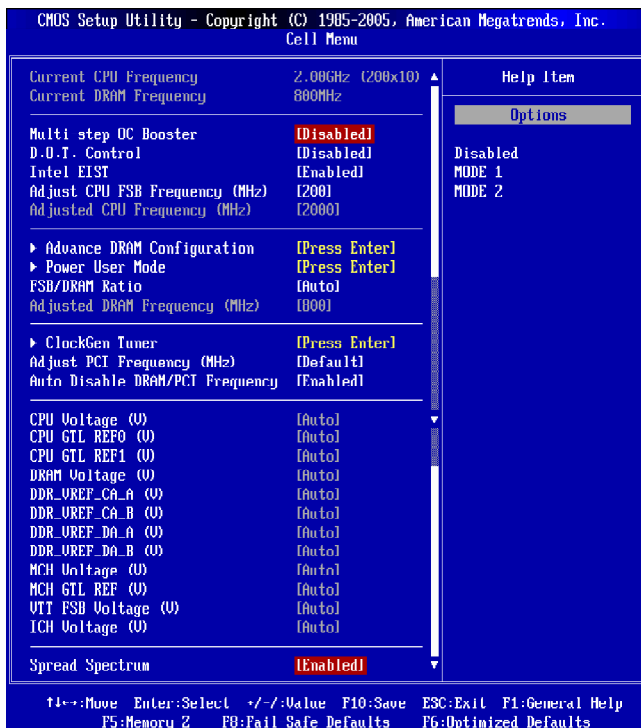 CMOS Setup Utility - Copyright (C) 1985-2005, American Megatrends, Inc.
Cell Menu
Current CPU Frequency 2.00GHz (200x10)
Current DRAM Frequency 800MHz
Multi step OC Booster [Disabled]
D.O.T. Control [Disabled]
Intel EIST [Enabled]
Adjust CPU FSB Frequency (MHz) [200]
Adjusted CPU Frequency (MHz) [2000]
▶ Advance DRAM Configuration [Press Enter]
▶ Power User Mode [Press Enter]
FSB/DRAM Ratio [Auto]
Adjusted DRAM Frequency (MHz) [800]
▶ ClockGen Tuner [Press Enter]
Adjust PCI Frequency (MHz) [Default]
Auto Disable DRAM/PCI Frequency [Enabled]
CPU Voltage (V) [Auto]
CPU GTL REF0 (V) [Auto]
CPU GTL REF1 (V) [Auto]
DRAM Voltage (V) [Auto]
DDR_VREF_CA_A (V) [Auto]
DDR_VREF_CA_B (V) [Auto]
DDR_VREF_DA_A (V) [Auto]
DDR_VREF_DA_B (V) [Auto]
MCH Voltage (V) [Auto]
MCH GTL REF (V) [Auto]
VTT FSB Voltage (V) [Auto]
ICH Voltage (V) [Auto]
Spread Spectrum [Enabled]
Help Item
Options
Disabled
MODE 1
MODE 2
↑↓←→:Move Enter:Select +/-/:Value F10:Save ESC:Exit F1:General Help
F5:Memory Z F8:Fail Safe Defaults F6:Optimized Defaults